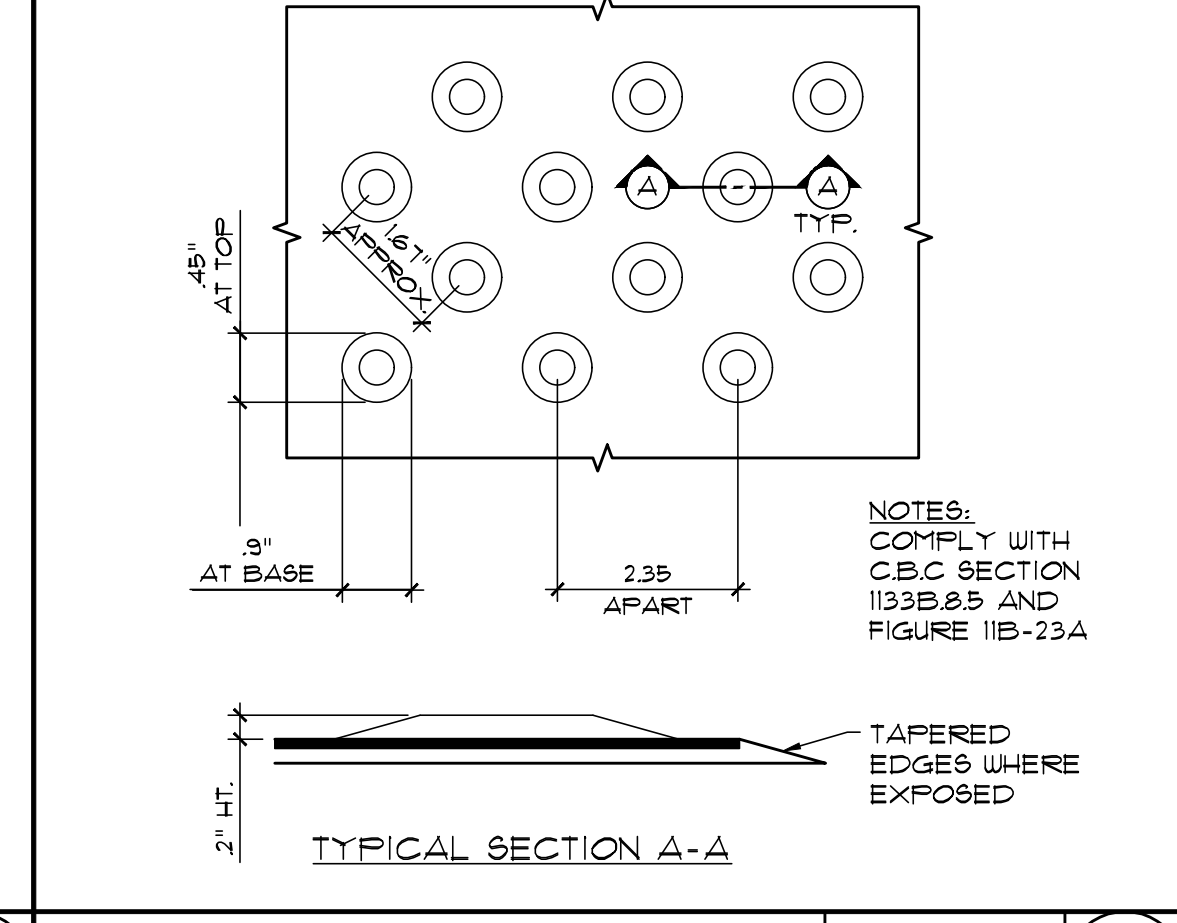 A
A
TYP.
1.67"
APPROX.
.45"
AT TOP
.9"
AT BASE
2.35
APART
NOTES:
COMPLY WITH
C.B.C SECTION
1133B.8.5 AND
FIGURE 11B-23A
.2" HT.
TAPERED
EDGES WHERE
EXPOSED
TYPICAL SECTION A-A